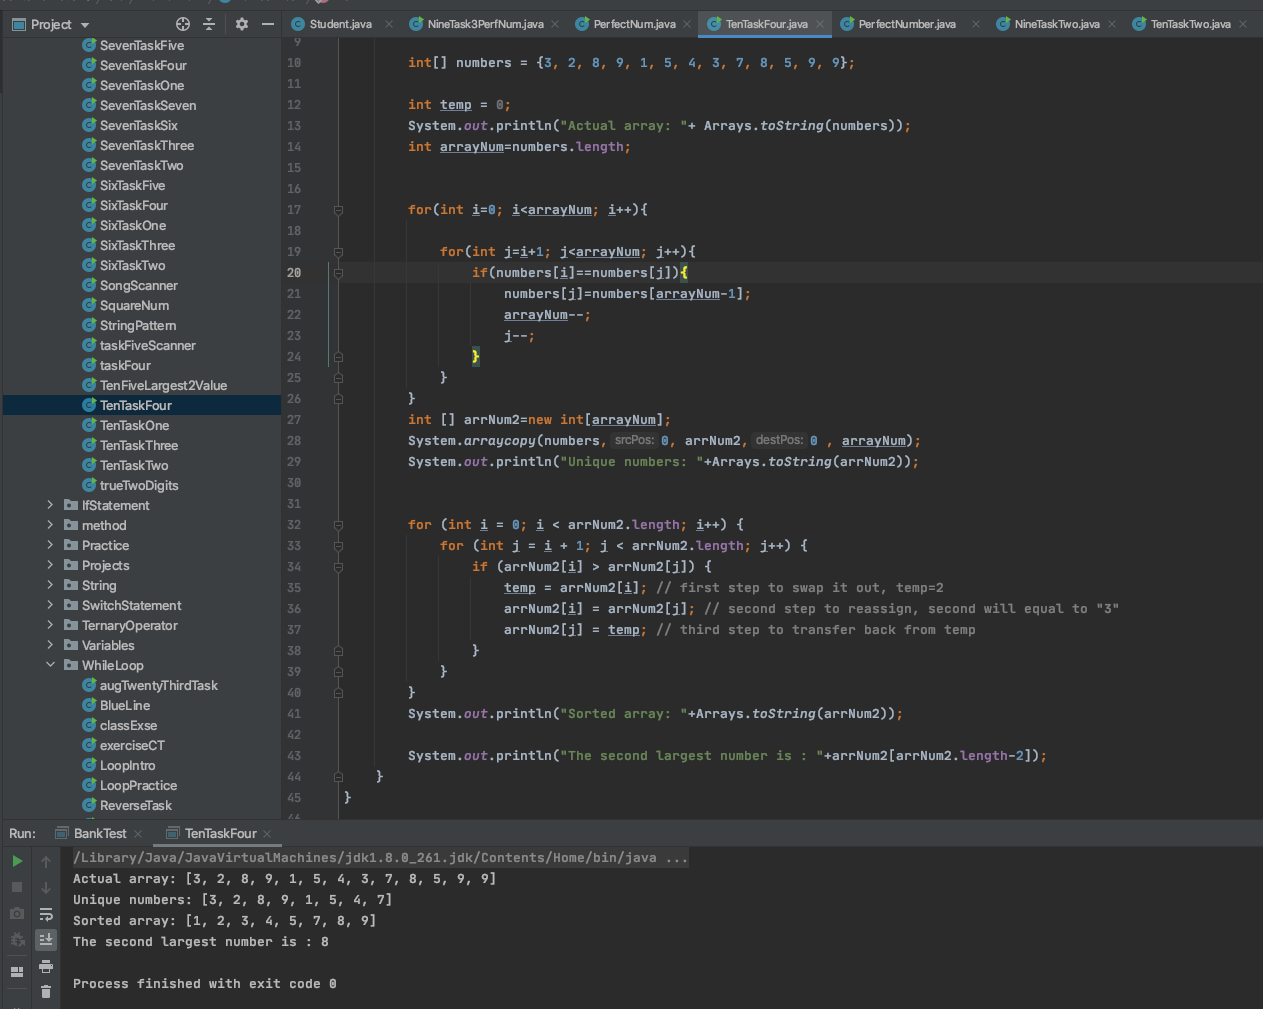 Project
Student.java
NineTask3PerfNum.java
PerfectNum.java
TenTaskFour.java
PerfectNumber.java
NineTaskTwo.java
TenTaskTwo.java
SevenTaskFive
SevenTaskFour
SevenTaskOne
SevenTaskSeven
SevenTaskSix
SevenTaskThree
SevenTaskTwo
SixTaskFive
SixTaskFour
SixTaskOne
SixTaskThree
SixTaskTwo
SongScanner
SquareNum
StringPattern
taskFiveScanner
taskFour
TenFiveLargest2Value
TenTaskFour
TenTaskOne
TenTaskThree
TenTaskTwo
trueTwoDigits
IfStatement
method
Practice
Projects
String
SwitchStatement
TernaryOperator
Variables
WhileLoop
augTwentyThirdTask
BlueLine
classExse
exerciseCT
LoopIntro
LoopPractice
ReverseTask
9
10 int[] numbers = {3, 2, 8, 9, 1, 5, 4, 3, 7, 8, 5, 9, 9};
11
12 int temp = 0;
13 System.out.println("Actual array: "+ Arrays.toString(numbers));
14 int arrayNum=numbers.length;
15
16
17 for(int i=0; i<arrayNum; i++){
18
19 for(int j=i+1; j<arrayNum; j++){
20 if(numbers[i]==numbers[j]){
21 numbers[j]=numbers[arrayNum-1];
22 arrayNum--;
23 j--;
24 }
25 }
26 }
27 int [] arrNum2=new int[arrayNum];
28 System.arraycopy(numbers, srcPos: 0, arrNum2, destPos: 0 , arrayNum);
29 System.out.println("Unique numbers: "+Arrays.toString(arrNum2));
30
31
32 for (int i = 0; i < arrNum2.length; i++) {
33 for (int j = i + 1; j < arrNum2.length; j++) {
34 if (arrNum2[i] > arrNum2[j]) {
35 temp = arrNum2[i]; // first step to swap it out, temp=2
36 arrNum2[i] = arrNum2[j]; // second step to reassign, second will equal to "3"
37 arrNum2[j] = temp; // third step to transfer back from temp
38 }
39 }
40 }
41 System.out.println("Sorted array: "+Arrays.toString(arrNum2));
42
43 System.out.println("The second largest number is : "+arrNum2[arrNum2.length-2]);
44 }
45 }
46
Run: BankTest TenTaskFour
/Library/Java/JavaVirtualMachines/jdk1.8.0_261.jdk/Contents/Home/bin/java ...
Actual array: [3, 2, 8, 9, 1, 5, 4, 3, 7, 8, 5, 9, 9]
Unique numbers: [3, 2, 8, 9, 1, 5, 4, 7]
Sorted array: [1, 2, 3, 4, 5, 7, 8, 9]
The second largest number is : 8
Process finished with exit code 0